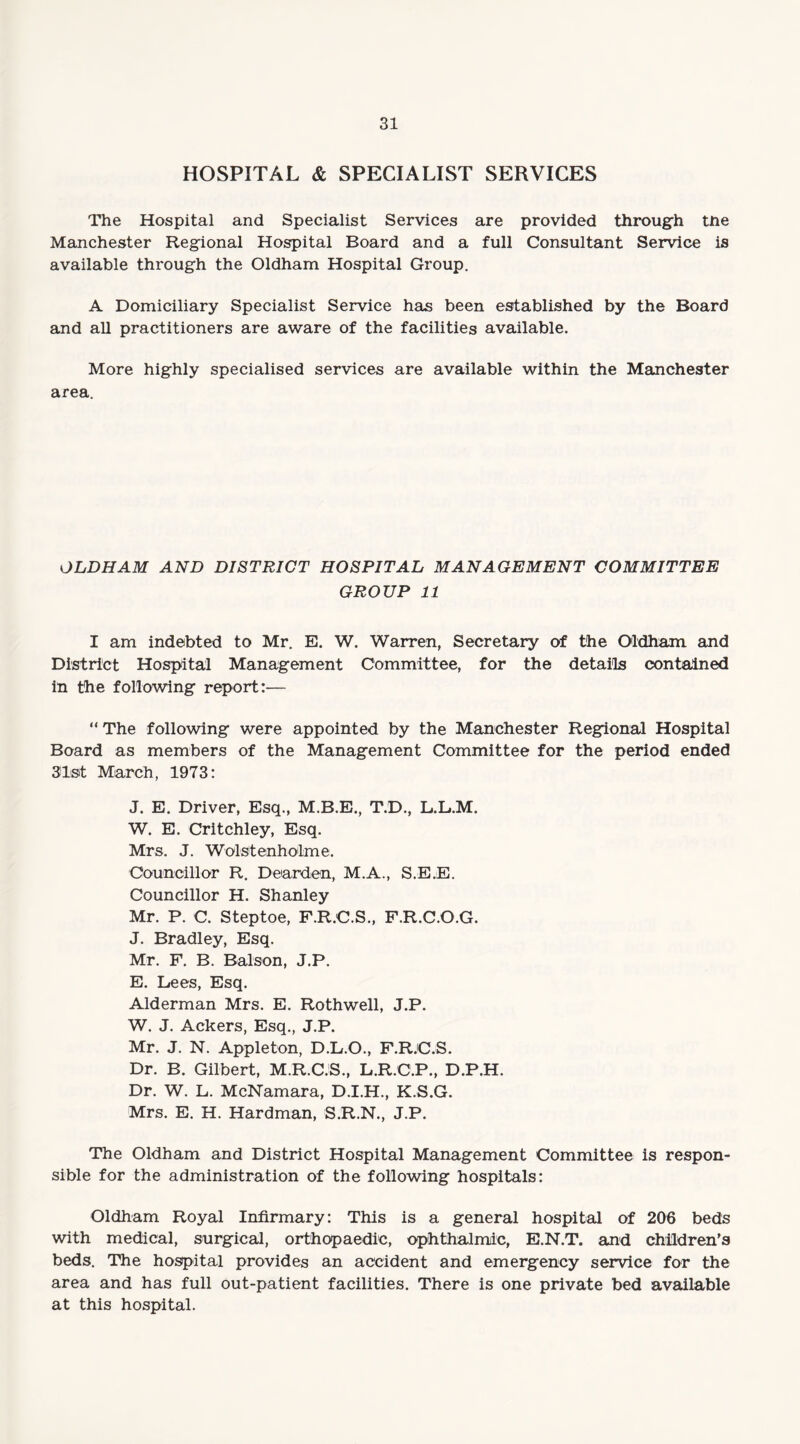 31
HOSPITAL & SPECIALIST SERVICES
The Hospital and Specialist Services are provided through tne
Manchester Regional Hospital Board and a full Consultant Service is
available through the Oldham Hospital Group.
A Domiciliary Specialist Service has been established by the Board
and all practitioners are aware of the facilities available.
More highly specialised services are available within the Manchester
area.
OLDHAM AND DISTRICT HOSPITAL MANAGEMENT COMMITTEE
GROUP 11
I am indebted to Mr. E. W. Warren, Secretary of the Oldham and
District Hospital Management Committee, for the details contained
in the following report:—
“ The following were appointed by the Manchester Regional Hospital
Board as members of the Management Committee for the period ended
31st March, 1973:
J. E. Driver, Esq., M.B.E., T.D., L.L.M.
W. E. Critchley, Esq.
Mrs. J. Wolstenholme.
Councillor R. Dearden, M.A., S.E.E.
Councillor H. Shanley
Mr. P. C. Steptoe, F.R.C.S., F.R.C.O.G.
J. Bradley, Esq.
Mr. F. B. Balson, J.P.
E. Lees, Esq.
Alderman Mrs. E. Rothwell, J.P.
W. J. Ackers, Esq., J.P.
Mr. J. N. Appleton, D.L.O., F.R.C.S.
Dr. B. Gilbert, M.R.C.S., L.R.C.P., D.P.H.
Dr. W. L. McNamara, D.I.H., K.S.G.
Mrs. E. H. Hardman, S.R.N., J.P.
The Oldham and District Hospital Management Committee is respon-
sible for the administration of the following hospitals:
Oldham Royal Infirmary: This is a general hospital of 206 beds
with medical, surgical, orthopaedic, ophthalmic, E.N.T. and children’s
beds. The hospital provides an accident and emergency service for the
area and has full out-patient facilities. There is one private bed available
at this hospital.